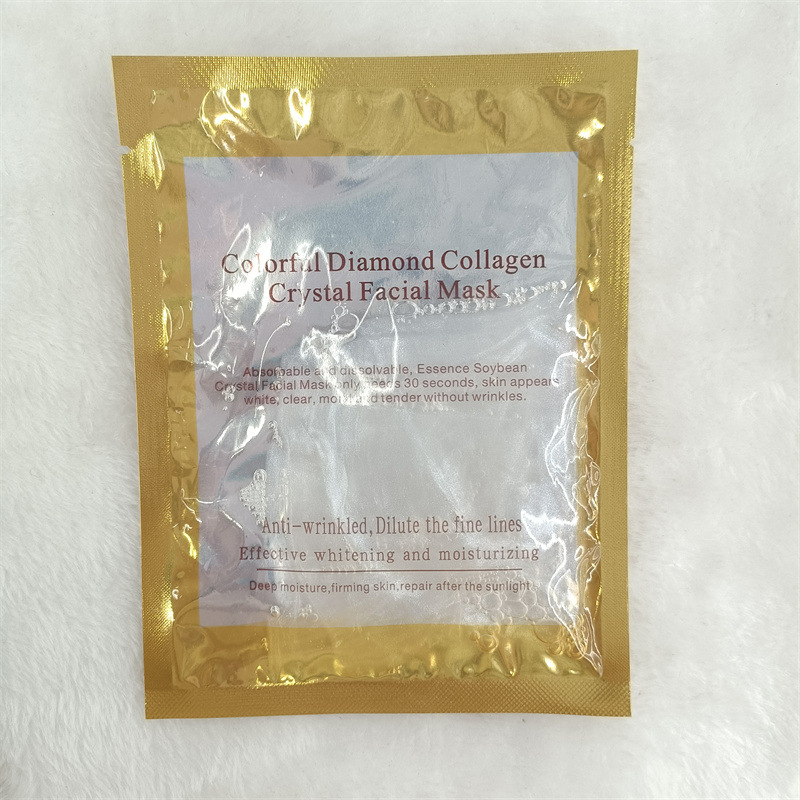 Colorful Diamond Collagen
Crystal Facial Mask
Absorbable and dissolvable, Essence Soybean
Crystal Facial Mask only needs 30 seconds, skin appears
white, clear, moist and tender without wrinkles.
Anti-wrinkled,Dilute the fine lines
Effective whitening and moisturizing
Deep moisture,firming skin,repair after the sunlight